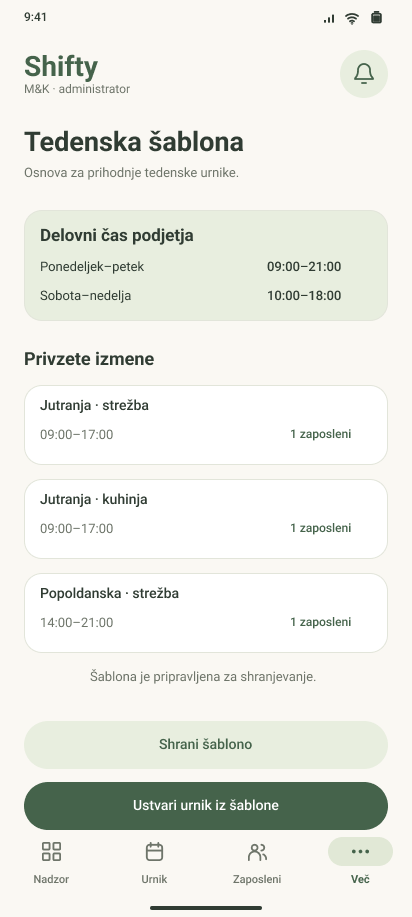 9:41
Shifty
M&K · administrator
Tedenska šablona
Osnova za prihodnje tedenske urnike.
Delovni čas podjetja
Ponedeljek–petek 09:00–21:00
Sobota–nedelja 10:00–18:00
Privzete izmene
Jutranja · strežba
09:00–17:00 1 zaposleni
Jutranja · kuhinja
09:00–17:00 1 zaposleni
Popoldanska · strežba
14:00–21:00 1 zaposleni
Šablona je pripravljena za shranjevanje.
Shrani šablono
Ustvari urnik iz šablone
Nadzor Urnik Zaposleni Več